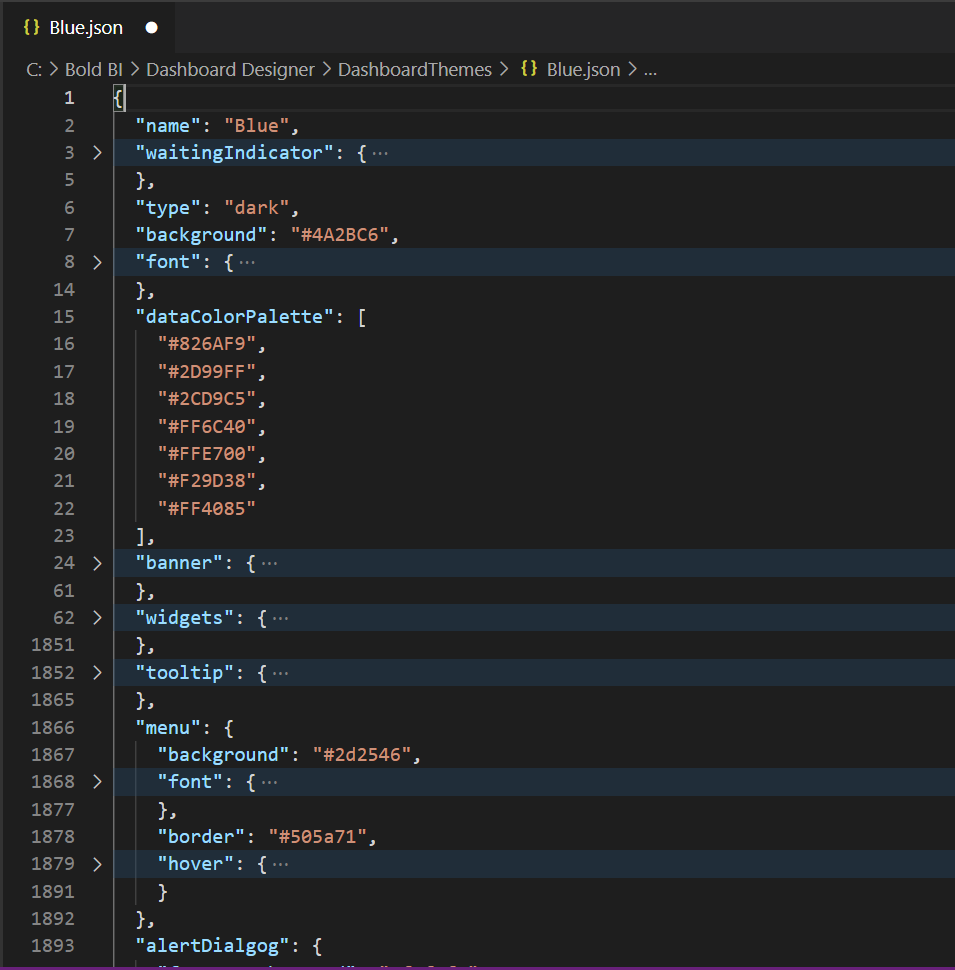 {} Blue.json ●
C: > Bold BI > Dashboard Designer > DashboardThemes > {} Blue.json > ...
1 {
2 "name": "Blue",
3 > "waitingIndicator": { ···
5 },
6 "type": "dark",
7 "background": "#4A2BC6",
8 > "font": { ···
14 },
15 "dataColorPalette": [
16 "#826AF9",
17 "#2D99FF",
18 "#2CD9C5",
19 "#FF6C40",
20 "#FFE700",
21 "#F29D38",
22 "#FF4085"
23 ],
24 > "banner": { ···
61 },
62 > "widgets": { ···
1851 },
1852 > "tooltip": { ···
1865 },
1866 "menu": {
1867 "background": "#2d2546",
1868 > "font": { ···
1877 },
1878 "border": "#505a71",
1879 > "hover": { ···
1891 }
1892 },
1893 "alertDialgog": {